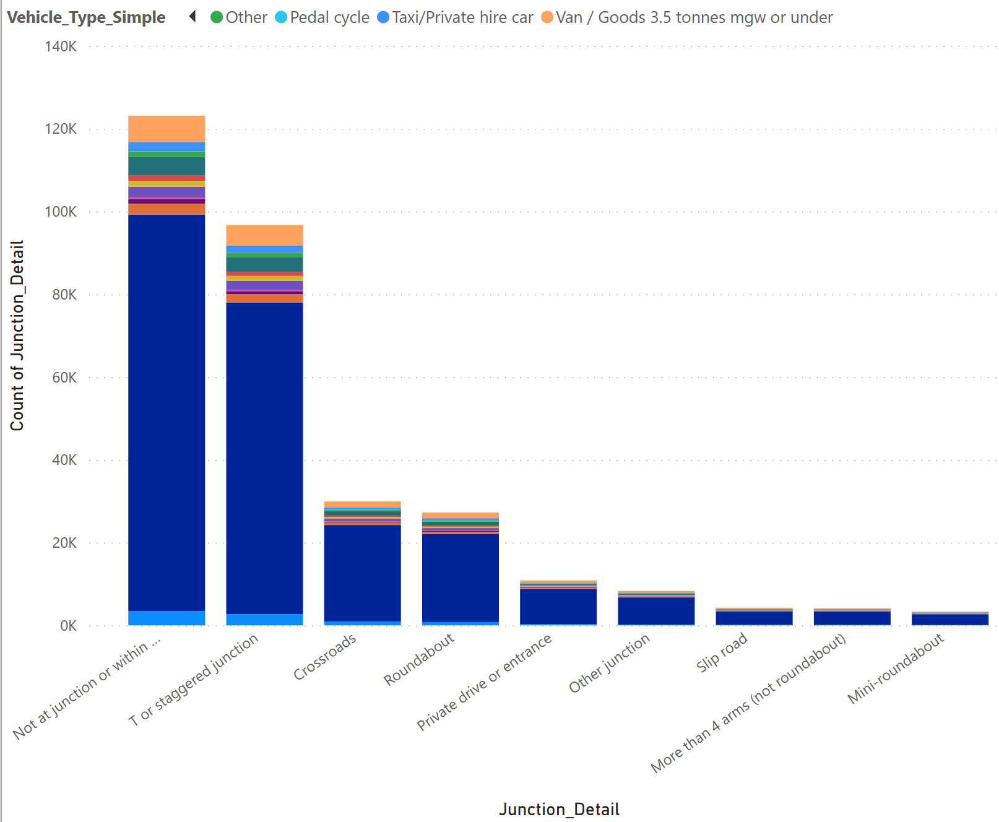 Vehicle_Type_Simple Other Pedal cycle Taxi/Private hire car Van / Goods 3.5 tonnes mgw or under
140K
120K
100K
80K
60K
40K
20K
0K
Count of Junction_Detail
Not at junction or within ...
T or staggered junction
Crossroads
Roundabout
Private drive or entrance
Other junction
Slip road
More than 4 arms (not roundabout)
Mini-roundabout
Junction_Detail